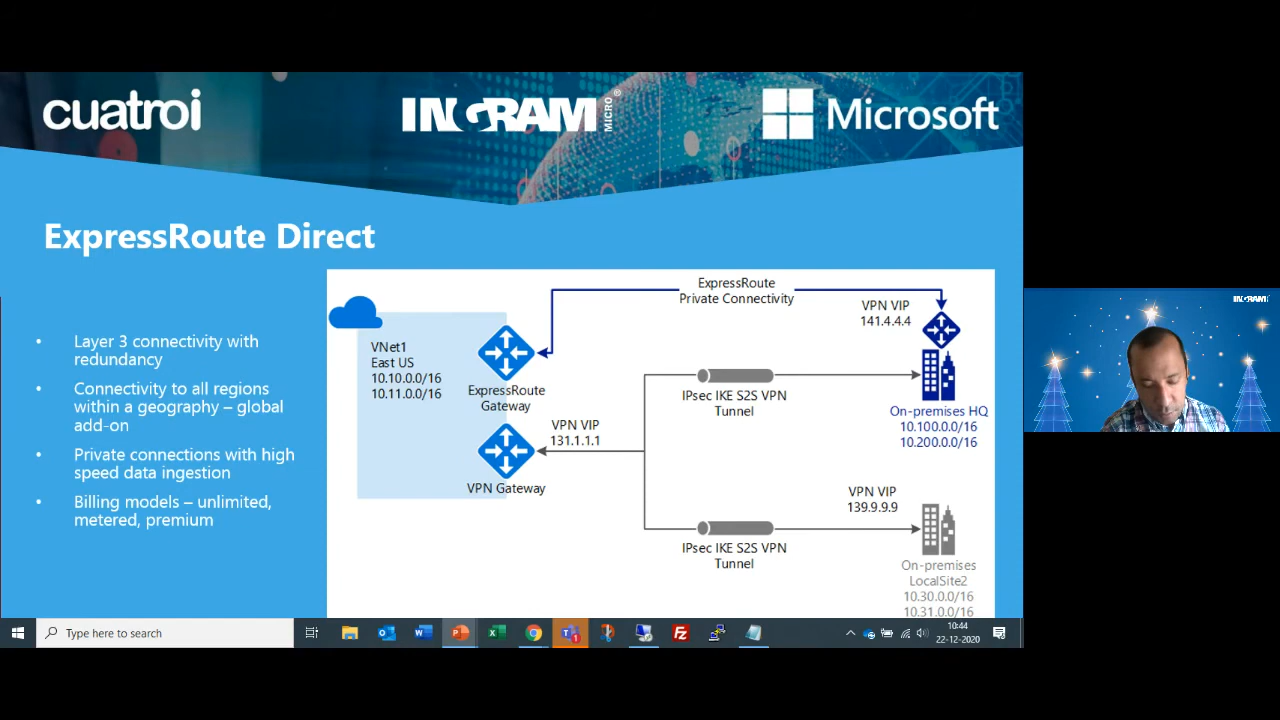 cuatroi
INGRAM MICRO ®
Microsoft
ExpressRoute Direct
• Layer 3 connectivity with
redundancy
• Connectivity to all regions
within a geography – global
add-on
• Private connections with high
speed data ingestion
• Billing models – unlimited,
metered, premium
ExpressRoute
Private Connectivity
VPN VIP
141.4.4.4
VNet1
East US
10.10.0.0/16
10.11.0.0/16
ExpressRoute
Gateway
IPsec IKE S2S VPN
Tunnel
On-premises HQ
10.100.0.0/16
10.200.0.0/16
VPN VIP
131.1.1.1
VPN Gateway
VPN VIP
139.9.9.9
IPsec IKE S2S VPN
Tunnel
On-premises
LocalSite2
10.30.0.0/16
10.31.0.0/16
INGRAM
Type here to search
10:44
22-12-2020